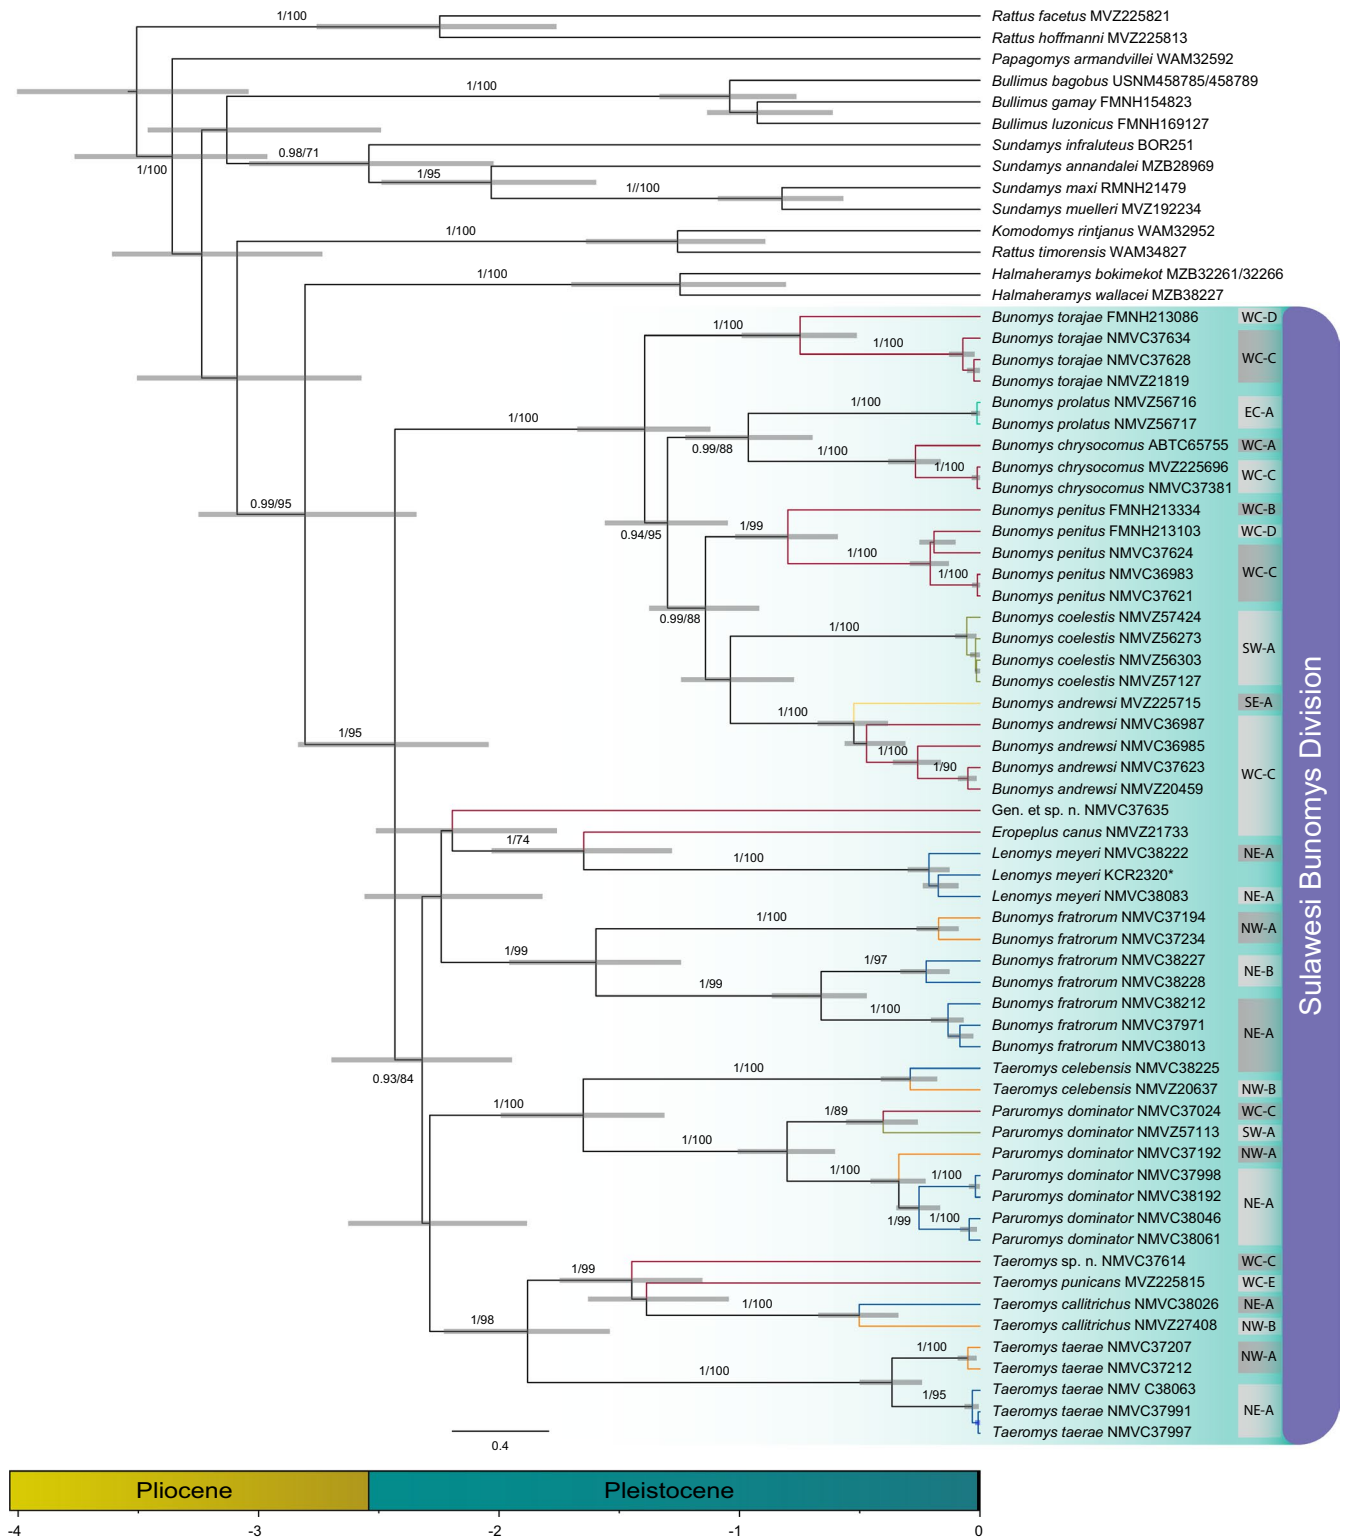 1/100
Rattus facetus MVZ225821
Rattus hoffmanni MVZ225813
Papagomys armandvillei WAM32592
1/100
Bullimus bagobus USNM458785/458789
Bullimus gamay FMNH154823
Bullimus luzonicus FMNH169127
0.98/71
Sundamys infraluteus BOR251
1/100
1/95
Sundamys annandalei MZB28969
1//100
Sundamys maxi RMNH21479
Sundamys muelleri MVZ192234
1/100
Komodomys rintjanus WAM32952
Rattus timorensis WAM34827
1/100
Halmaheramys bokimekot MZB32261/32266
Halmaheramys wallacei MZB38227
Bunomys torajae FMNH213086 WC-D
1/100
Bunomys torajae NMVC37634
1/100
Bunomys torajae NMVC37628 WC-C
Bunomys torajae NMVZ21819
1/100
Bunomys prolatus NMVZ56716
EC-A
1/100
Bunomys prolatus NMVZ56717
0.99/88
Bunomys chrysocomus ABTC65755 WC-A
1/100
Bunomys chrysocomus MVZ225696
1/100
WC-C
Bunomys chrysocomus NMVC37381
0.99/95
Bunomys penitus FMNH213334 WC-B
0.94/95
1/99
Bunomys penitus FMNH213103 WC-D
1/100
Bunomys penitus NMVC37624
1/100
Bunomys penitus NMVC36983 WC-C
Bunomys penitus NMVC37621
0.99/88
Bunomys coelestis NMVZ57424
1/100
Bunomys coelestis NMVZ56273
SW-A
Bunomys coelestis NMVZ56303
Bunomys coelestis NMVZ57127
Bunomys andrewsi MVZ225715 SE-A
1/100
Bunomys andrewsi NMVC36987
1/95
1/100
Bunomys andrewsi NMVC36985
1/90
Bunomys andrewsi NMVC37623 WC-C
Bunomys andrewsi NMVZ20459
Gen. et sp. n. NMVC37635
1/74
Eropeplus canus NMVZ21733
1/100
Lenomys meyeri NMVC38222 NE-A
Lenomys meyeri KCR2320*
Lenomys meyeri NMVC38083 NE-A
1/100
Bunomys fratrorum NMVC37194
NW-A
Bunomys fratrorum NMVC37234
1/99
1/97
Bunomys fratrorum NMVC38227
NE-B
Bunomys fratrorum NMVC38228
1/99
1/100
Bunomys fratrorum NMVC38212
Bunomys fratrorum NMVC37971
NE-A
Bunomys fratrorum NMVC38013
0.93/84
1/100
Taeromys celebensis NMVC38225
Taeromys celebensis NMVZ20637 NW-B
1/100
1/89
Paruromys dominator NMVC37024 WC-C
Paruromys dominator NMVZ57113 SW-A
1/100
Paruromys dominator NMVC37192 NW-A
1/100
1/100
Paruromys dominator NMVC37998
Paruromys dominator NMVC38192
NE-A
1/99
1/100
Paruromys dominator NMVC38046
Paruromys dominator NMVC38061
1/99
Taeromys sp. n. NMVC37614 WC-C
Taeromys punicans MVZ225815 WC-E
1/100
Taeromys callitrichus NMVC38026 NE-A
1/98
Taeromys callitrichus NMVZ27408 NW-B
1/100
Taeromys taerae NMVC37207
NW-A
1/100
Taeromys taerae NMVC37212
1/95
Taeromys taerae NMV C38063
Taeromys taerae NMVC37991 NE-A
Taeromys taerae NMVC37997
Sulawesi Bunomys Division
0.4
Pliocene Pleistocene
-4 -3 -2 -1 0